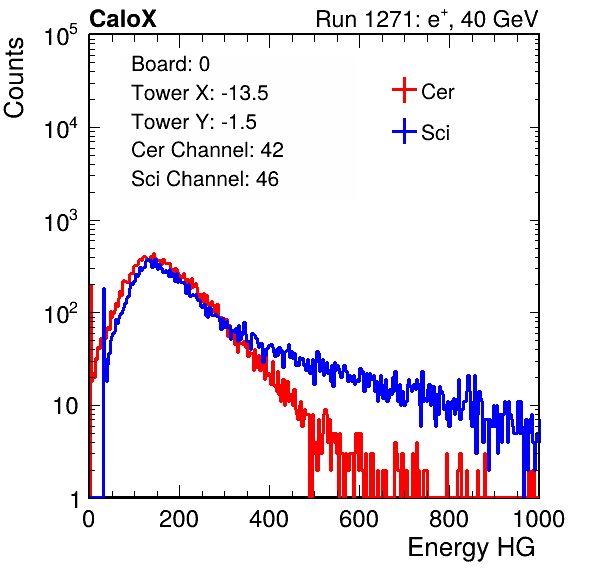 CaloX Run 1271: e⁺, 40 GeV
Counts
Board: 0
Tower X: -13.5
Tower Y: -1.5
Cer Channel: 42
Sci Channel: 46
Cer
Sci
10⁵
10⁴
10³
10²
10
1
0 200 400 600 800 1000
Energy HG